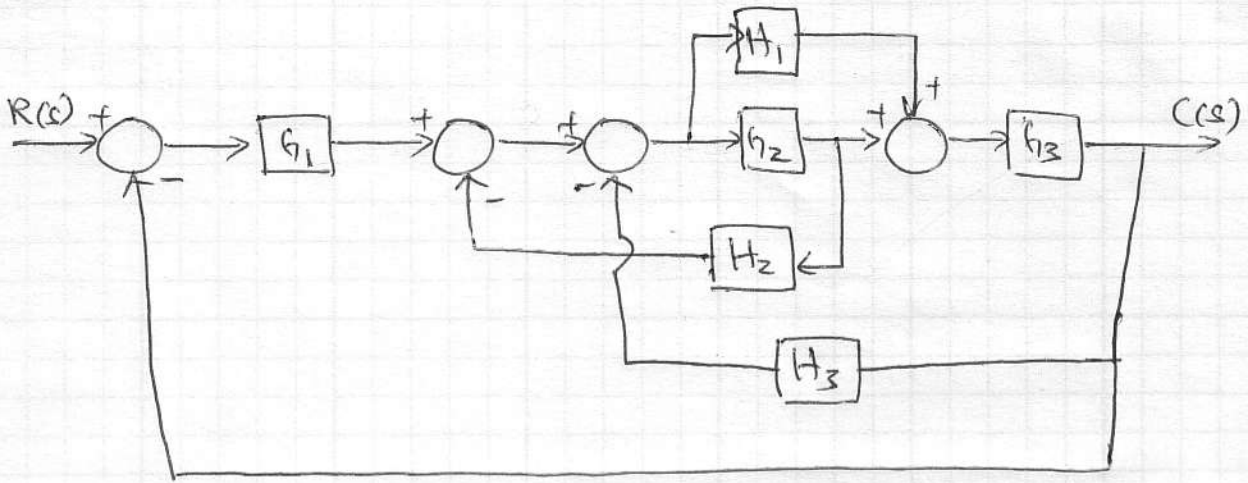 H₁
R(s) + + + + + C(s)
G₁ G₂ G₃
- - -
H₂
H₃